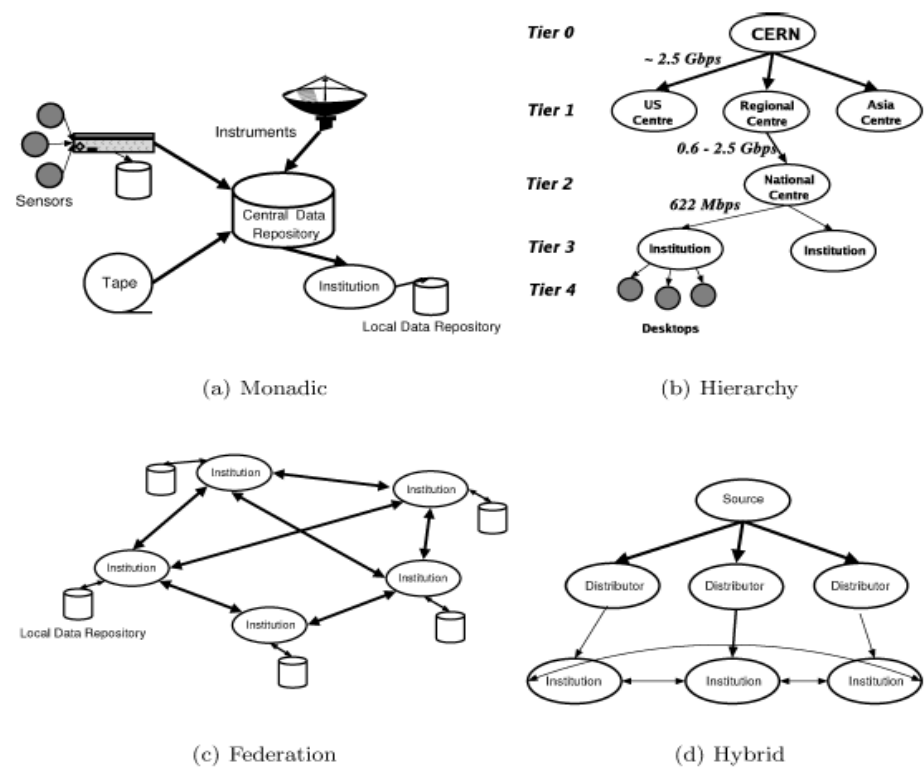 Instruments
Sensors
Central Data
Repository
Tape
Institution
Local Data Repository
(a) Monadic
Tier 0
CERN
~ 2.5 Gbps
Tier 1
US
Centre
Regional
Centre
Asia
Centre
0.6 - 2.5 Gbps
Tier 2
National
Centre
622 Mbps
Tier 3
Institution
Institution
Tier 4
Desktops
(b) Hierarchy
Institution
Institution
Institution
Institution
Institution
Local Data Repository
(c) Federation
Source
Distributor
Distributor
Distributor
Institution
Institution
Institution
(d) Hybrid